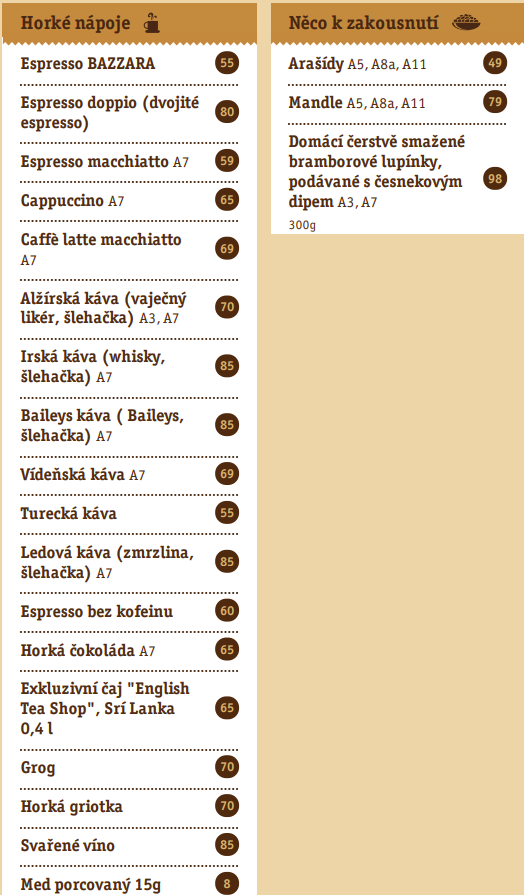 Horké nápoje
Espresso BAZZARA 55
Espresso doppio (dvojité
espresso) 80
Espresso macchiatto A7 59
Cappuccino A7 65
Caffè latte macchiatto
A7 69
Alžírská káva (vaječný
likér, šlehačka) A3, A7 70
Irská káva (whisky,
šlehačka) A7 85
Baileys káva ( Baileys,
šlehačka) A7 85
Vídeňská káva A7 69
Turecká káva 55
Ledová káva (zmrzlina,
šlehačka) A7 85
Espresso bez kofeinu 60
Horká čokoláda A7 65
Exkluzivní čaj "English
Tea Shop", Srí Lanka
0,4 l 65
Grog 70
Horká griotka 70
Svařené víno 85
Med porcovaný 15g 8
Něco k zakousnutí
Arašídy A5, A8a, A11 49
Mandle A5, A8a, A11 79
Domácí čerstvě smažené
bramborové lupínky,
podávané s česnekovým
dipem A3, A7 98
300g